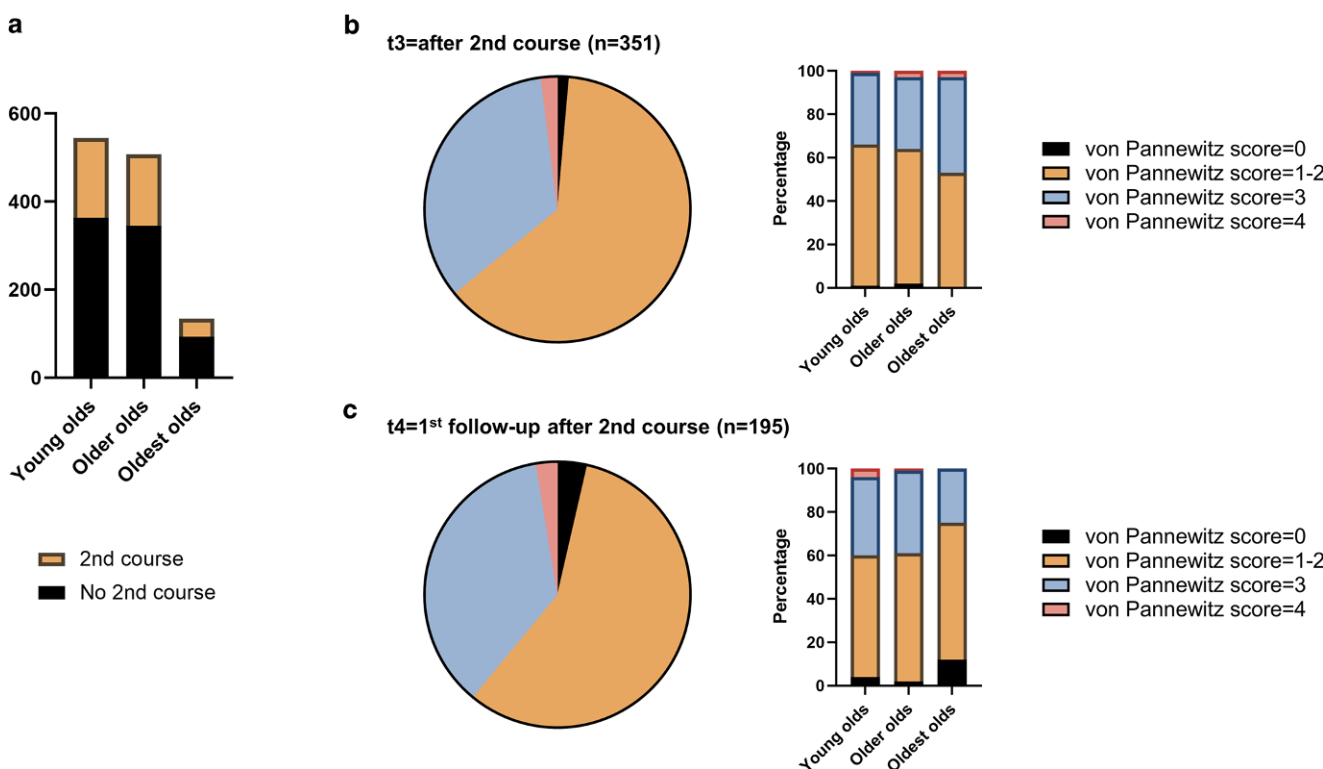 a
600
400
200
0
Young olds
Older olds
Oldest olds
2nd course
No 2nd course
b
t3=after 2nd course (n=351)
Percentage
100
80
60
40
20
0
Young olds
Older olds
Oldest olds
von Pannewitz score=0
von Pannewitz score=1-2
von Pannewitz score=3
von Pannewitz score=4
c
t4=1st follow-up after 2nd course (n=195)
Percentage
100
80
60
40
20
0
Young olds
Older olds
Oldest olds
von Pannewitz score=0
von Pannewitz score=1-2
von Pannewitz score=3
von Pannewitz score=4